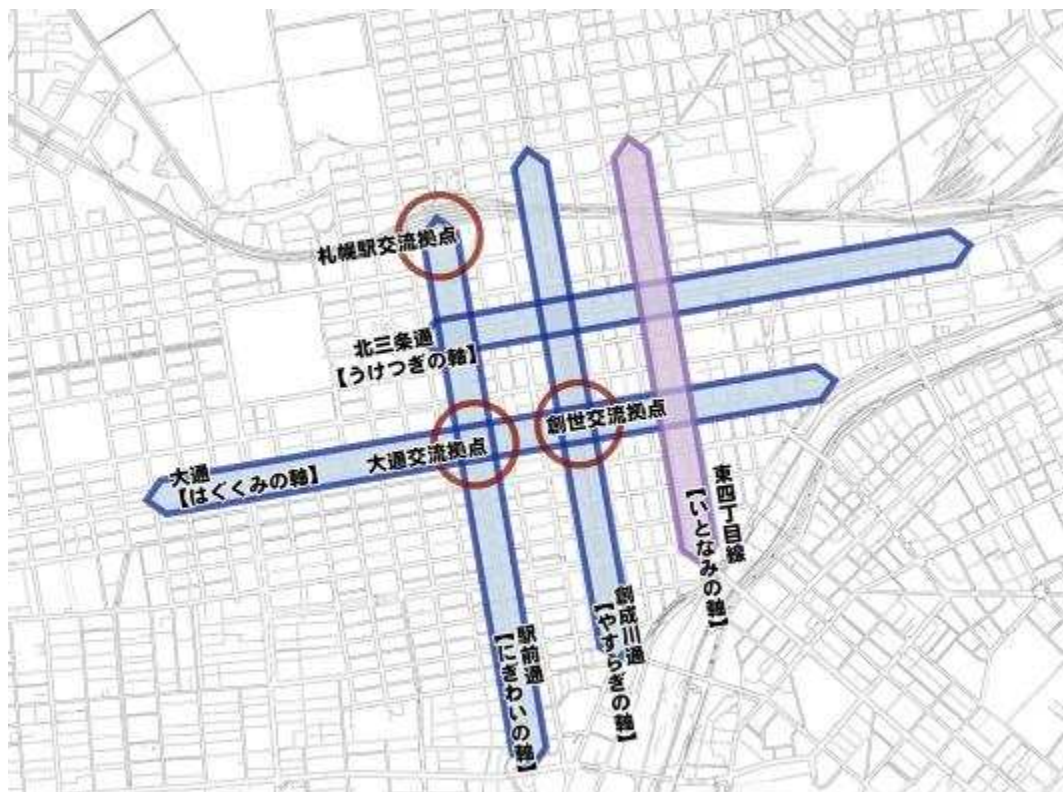 札幌駅交流拠点
北三条通
【うけつぎの軸】
創世交流拠点
大通交流拠点
大通
【はぐくみの軸】
東四丁目線
【いとなみの軸】
創成川通
【やすらぎの軸】
駅前通
【にぎわいの軸】